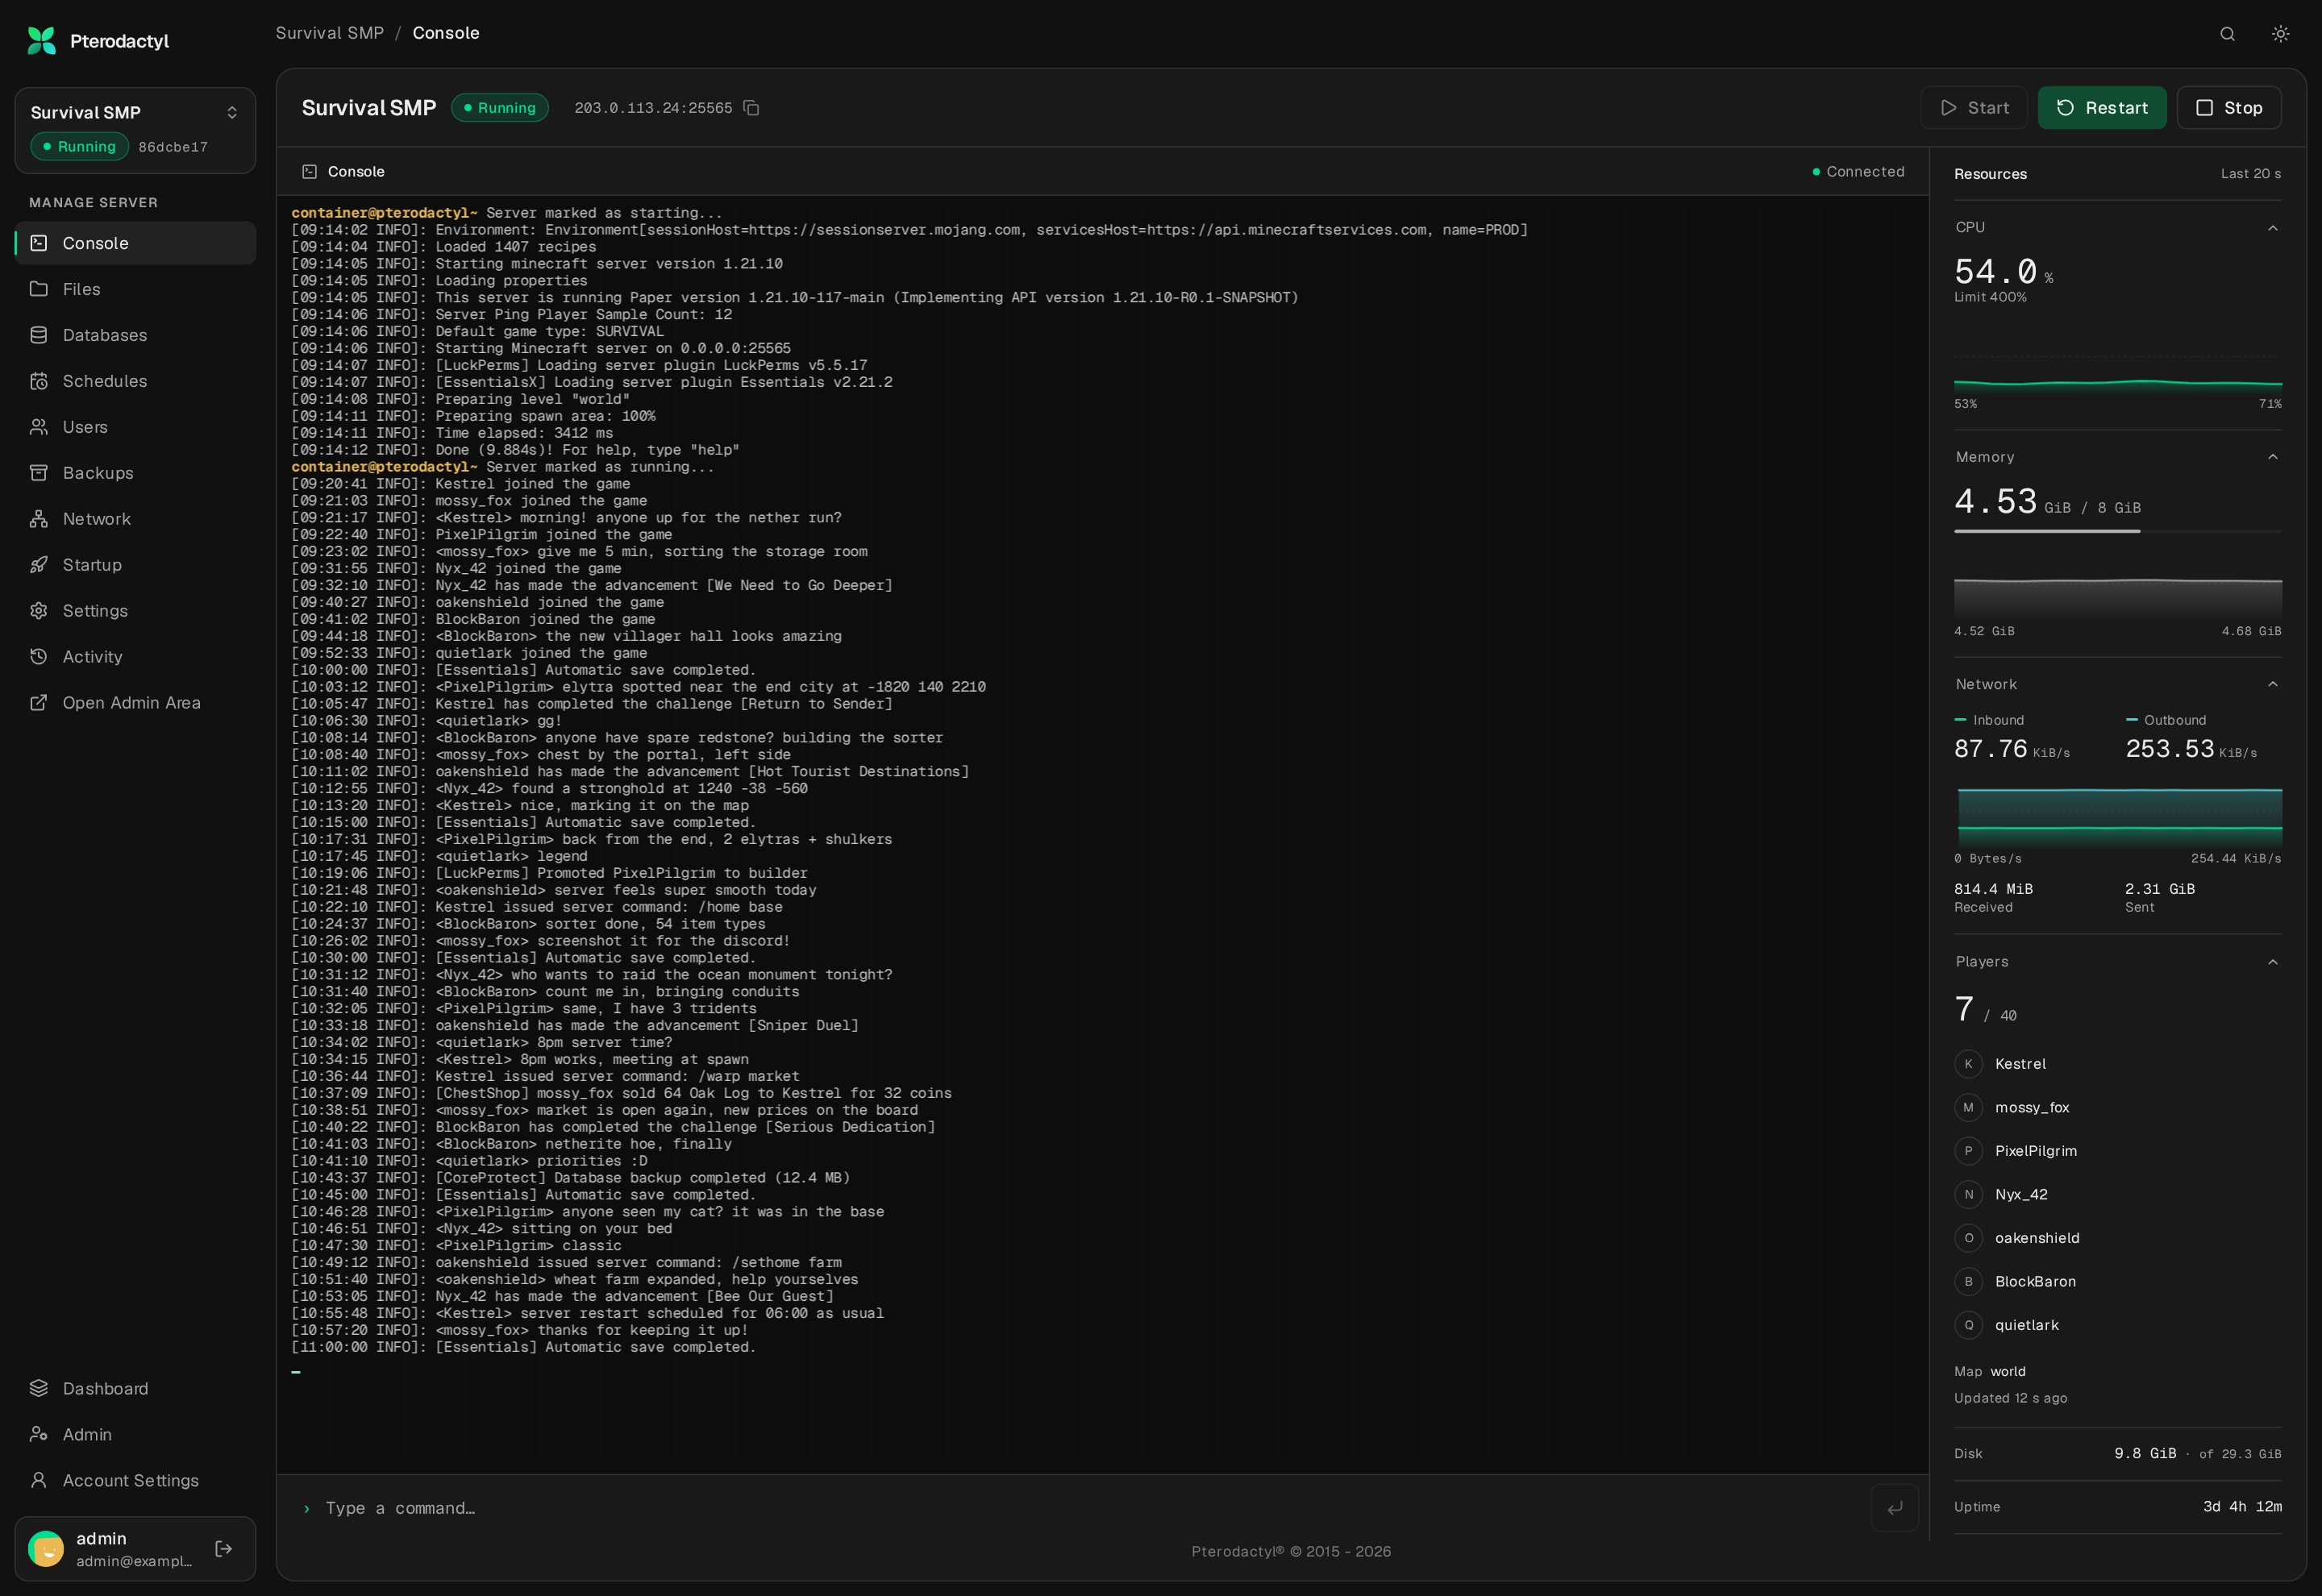 Pterodactyl
Survival SMP
Running 86dcbe17
MANAGE SERVER
Console
Files
Databases
Schedules
Users
Backups
Network
Startup
Settings
Activity
Open Admin Area
Dashboard
Admin
Account Settings
admin
admin@exampl…
Survival SMP / Console
Survival SMP Running 203.0.113.24:25565
Start Restart Stop
Console Connected
container@pterodactyl~ Server marked as starting...
[09:14:02 INFO]: Environment: Environment[sessionHost=https://sessionserver.mojang.com, servicesHost=https://api.minecraftservices.com, name=PROD]
[09:14:04 INFO]: Loaded 1407 recipes
[09:14:05 INFO]: Starting minecraft server version 1.21.10
[09:14:05 INFO]: Loading properties
[09:14:05 INFO]: This server is running Paper version 1.21.10-117-main (Implementing API version 1.21.10-R0.1-SNAPSHOT)
[09:14:06 INFO]: Server Ping Player Sample Count: 12
[09:14:06 INFO]: Default game type: SURVIVAL
[09:14:06 INFO]: Starting Minecraft server on 0.0.0.0:25565
[09:14:07 INFO]: [LuckPerms] Loading server plugin LuckPerms v5.5.17
[09:14:07 INFO]: [EssentialsX] Loading server plugin Essentials v2.21.2
[09:14:08 INFO]: Preparing level "world"
[09:14:11 INFO]: Preparing spawn area: 100%
[09:14:11 INFO]: Time elapsed: 3412 ms
[09:14:12 INFO]: Done (9.884s)! For help, type "help"
container@pterodactyl~ Server marked as running...
[09:20:41 INFO]: Kestrel joined the game
[09:21:03 INFO]: mossy_fox joined the game
[09:21:17 INFO]: <Kestrel> morning! anyone up for the nether run?
[09:22:40 INFO]: PixelPilgrim joined the game
[09:23:02 INFO]: <mossy_fox> give me 5 min, sorting the storage room
[09:31:55 INFO]: Nyx_42 joined the game
[09:32:10 INFO]: Nyx_42 has made the advancement [We Need to Go Deeper]
[09:40:27 INFO]: oakenshield joined the game
[09:41:02 INFO]: BlockBaron joined the game
[09:44:18 INFO]: <BlockBaron> the new villager hall looks amazing
[09:52:33 INFO]: quietlark joined the game
[10:00:00 INFO]: [Essentials] Automatic save completed.
[10:03:12 INFO]: <PixelPilgrim> elytra spotted near the end city at -1820 140 2210
[10:05:47 INFO]: Kestrel has completed the challenge [Return to Sender]
[10:06:30 INFO]: <quietlark> gg!
[10:08:14 INFO]: <BlockBaron> anyone have spare redstone? building the sorter
[10:08:40 INFO]: <mossy_fox> chest by the portal, left side
[10:11:02 INFO]: oakenshield has made the advancement [Hot Tourist Destinations]
[10:12:55 INFO]: <Nyx_42> found a stronghold at 1240 -38 -560
[10:13:20 INFO]: <Kestrel> nice, marking it on the map
[10:15:00 INFO]: [Essentials] Automatic save completed.
[10:17:31 INFO]: <PixelPilgrim> back from the end, 2 elytras + shulkers
[10:17:45 INFO]: <quietlark> legend
[10:19:06 INFO]: [LuckPerms] Promoted PixelPilgrim to builder
[10:21:48 INFO]: <oakenshield> server feels super smooth today
[10:22:10 INFO]: Kestrel issued server command: /home base
[10:24:37 INFO]: <BlockBaron> sorter done, 54 item types
[10:26:02 INFO]: <mossy_fox> screenshot it for the discord!
[10:30:00 INFO]: [Essentials] Automatic save completed.
[10:31:12 INFO]: <Nyx_42> who wants to raid the ocean monument tonight?
[10:31:40 INFO]: <BlockBaron> count me in, bringing conduits
[10:32:05 INFO]: <PixelPilgrim> same, I have 3 tridents
[10:33:18 INFO]: oakenshield has made the advancement [Sniper Duel]
[10:34:02 INFO]: <quietlark> 8pm server time?
[10:34:15 INFO]: <Kestrel> 8pm works, meeting at spawn
[10:36:44 INFO]: Kestrel issued server command: /warp market
[10:37:09 INFO]: [ChestShop] mossy_fox sold 64 Oak Log to Kestrel for 32 coins
[10:38:51 INFO]: <mossy_fox> market is open again, new prices on the board
[10:40:22 INFO]: BlockBaron has completed the challenge [Serious Dedication]
[10:41:03 INFO]: <BlockBaron> netherite hoe, finally
[10:41:10 INFO]: <quietlark> priorities :D
[10:43:37 INFO]: [CoreProtect] Database backup completed (12.4 MB)
[10:45:00 INFO]: [Essentials] Automatic save completed.
[10:46:28 INFO]: <PixelPilgrim> anyone seen my cat? it was in the base
[10:46:51 INFO]: <Nyx_42> sitting on your bed
[10:47:30 INFO]: <PixelPilgrim> classic
[10:49:12 INFO]: oakenshield issued server command: /sethome farm
[10:51:40 INFO]: <oakenshield> wheat farm expanded, help yourselves
[10:53:05 INFO]: Nyx_42 has made the advancement [Bee Our Guest]
[10:55:48 INFO]: <Kestrel> server restart scheduled for 06:00 as usual
[10:57:20 INFO]: <mossy_fox> thanks for keeping it up!
[11:00:00 INFO]: [Essentials] Automatic save completed.
› Type a command…
Pterodactyl® © 2015 - 2026
Resources Last 20 s
CPU
54.0 %
Limit 400%
53% 71%
Memory
4.53 GiB / 8 GiB
4.52 GiB 4.68 GiB
Network
Inbound Outbound
87.76 KiB/s 253.53 KiB/s
0 Bytes/s 254.44 KiB/s
814.4 MiB 2.31 GiB
Received Sent
Players
7 / 40
K Kestrel
M mossy_fox
P PixelPilgrim
N Nyx_42
O oakenshield
B BlockBaron
Q quietlark
Map world
Updated 12 s ago
Disk 9.8 GiB · of 29.3 GiB
Uptime 3d 4h 12m